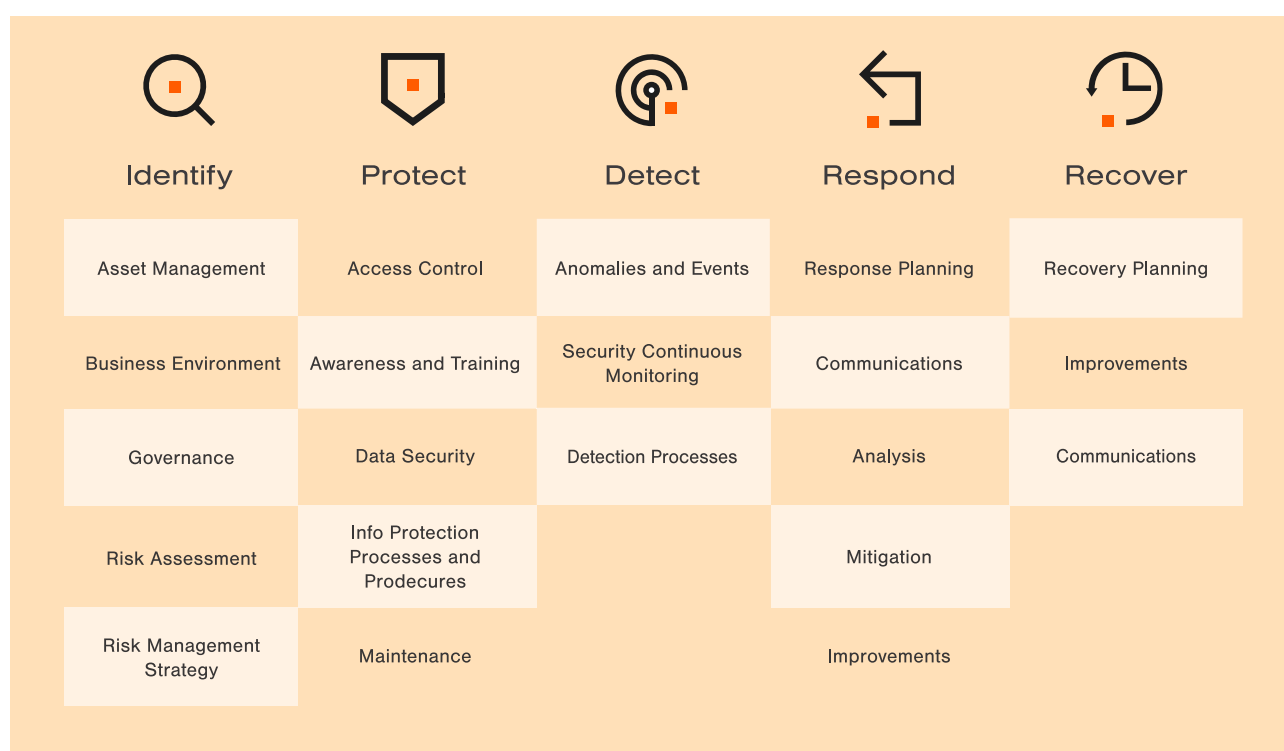 Identify
Protect
Detect
Respond
Recover
Asset Management
Access Control
Anomalies and Events
Response Planning
Recovery Planning
Business Environment
Awareness and Training
Security Continuous
Monitoring
Communications
Improvements
Governance
Data Security
Detection Processes
Analysis
Communications
Risk Assessment
Info Protection
Processes and
Prodecures
Mitigation
Risk Management
Strategy
Maintenance
Improvements